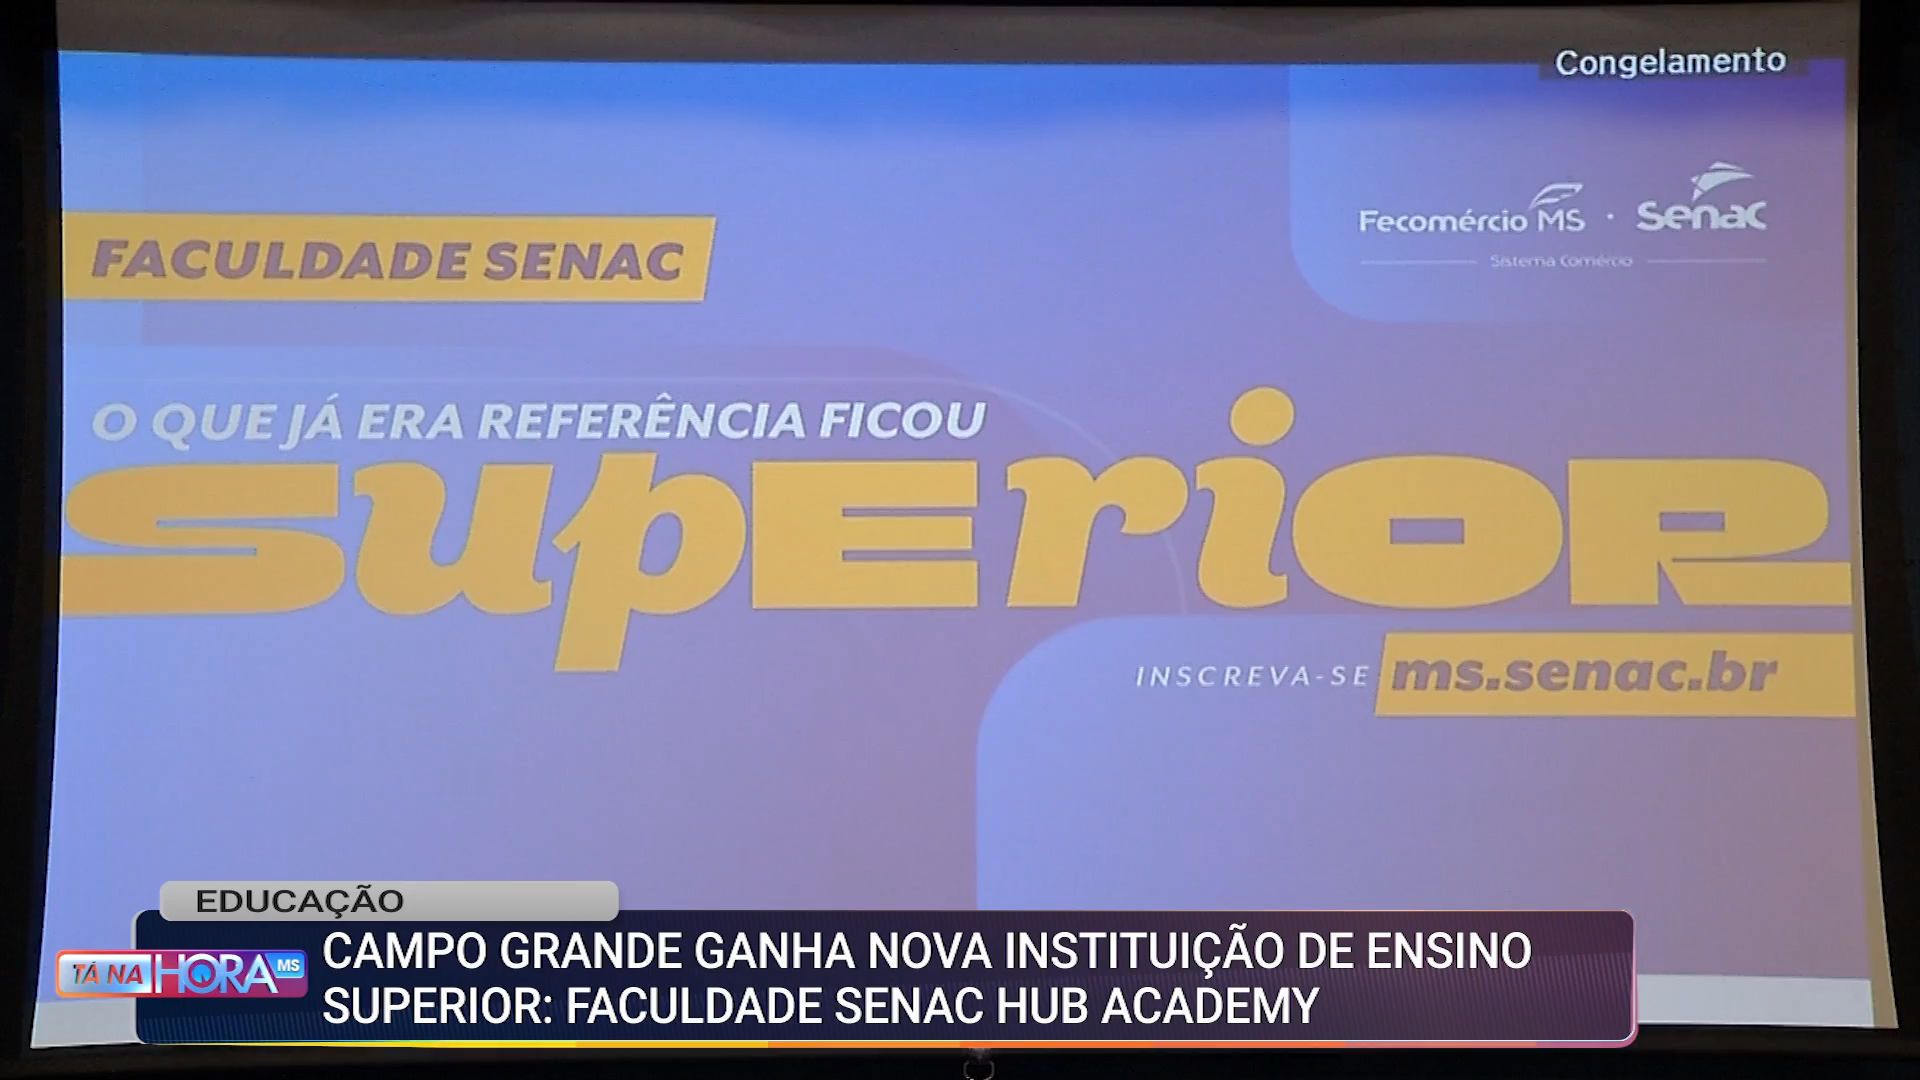 Congelamento
Fecomércio MS · Senac
Sistema Comércio
FACULDADE SENAC
O QUE JÁ ERA REFERÊNCIA FICOU
SUPERIOR
INSCREVA-SE ms.senac.br
EDUCAÇÃO
TÁ NA HORA MS
CAMPO GRANDE GANHA NOVA INSTITUIÇÃO DE ENSINO
SUPERIOR: FACULDADE SENAC HUB ACADEMY